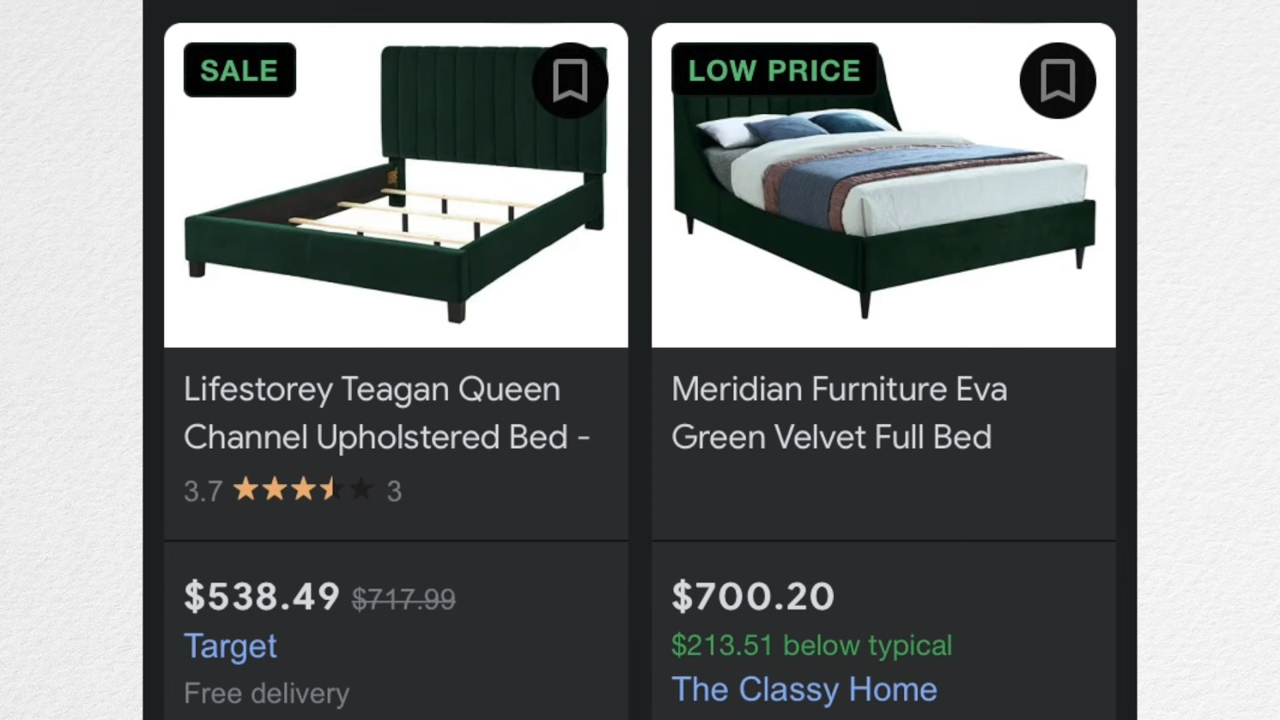 SALE
Lifestorey Teagan Queen
Channel Upholstered Bed -
3.7 ★★★★★ 3
$538.49 $717.99
Target
Free delivery
LOW PRICE
Meridian Furniture Eva
Green Velvet Full Bed
$700.20
$213.51 below typical
The Classy Home